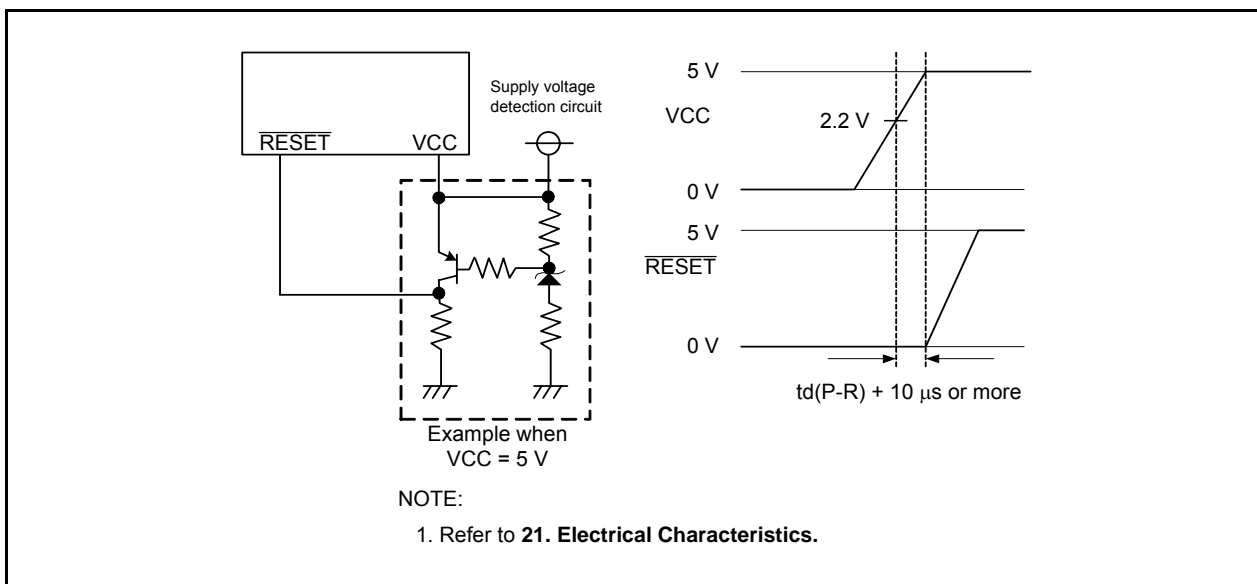 Supply voltage
detection circuit
RESET
VCC
Example when
VCC = 5 V
5 V
VCC
2.2 V
0 V
5 V
RESET
0 V
td(P-R) + 10 μs or more
NOTE:
1. Refer to 21. Electrical Characteristics.